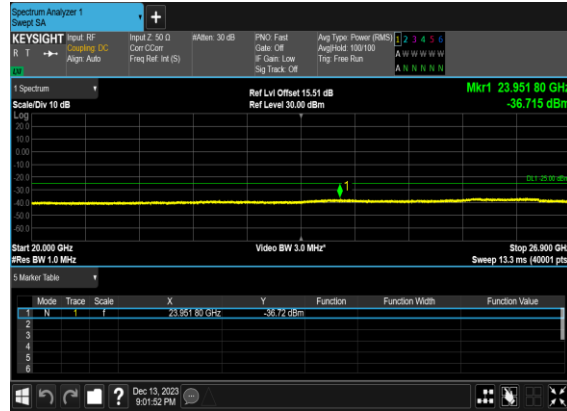 Spectrum Analyzer 1
Swept SA
+
KEYSIGHT Input: RF Input Z: 50 Ω #Atten: 30 dB PNO: Fast Avg Type: Power (RMS) 1 2 3 4 5 6
R T Coupling: DC Corr CCorr Gate: Off Avg|Hold: 100/100 A W W W W W
Align: Auto Freq Ref: Int (S) IF Gain: Low Trig: Free Run
Sig Track: Off A N N N N N
1 Spectrum Ref Lvl Offset 15.51 dB Mkr1 23.951 80 GHz
Scale/Div 10 dB Ref Level 30.00 dBm -36.715 dBm
Log
20.0
10.0
0.00
-10.0
-20.0
DL1 -25.00 dBm
-30.0
1
-40.0
-50.0
-60.0
Start 20.000 GHz Video BW 3.0 MHz* Stop 26.900 GHz
#Res BW 1.0 MHz Sweep 13.3 ms (40001 pts)
5 Marker Table
Mode Trace Scale X Y Function Function Width Function Value
1 N 1 f 23.951 80 GHz -36.72 dBm
2
3
4
5
6
? Dec 13, 2023
9:01:52 PM